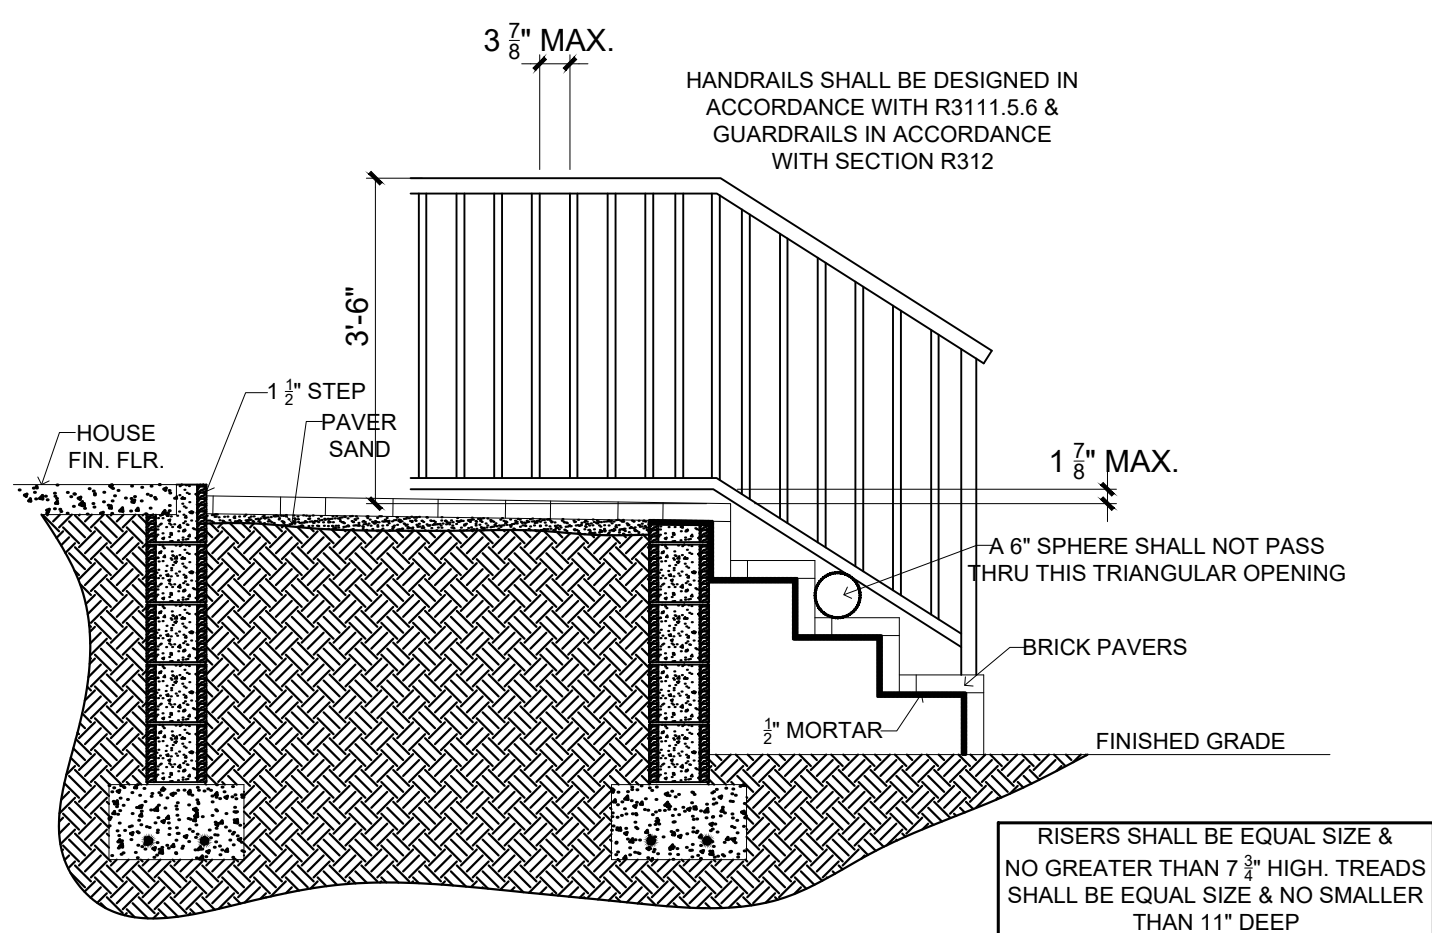 3 7/8" MAX.
HANDRAILS SHALL BE DESIGNED IN
ACCORDANCE WITH R3111.5.6 &
GUARDRAILS IN ACCORDANCE
WITH SECTION R312
3'-6"
1 1/2" STEP
PAVER
SAND
HOUSE
FIN. FLR.
1 7/8" MAX.
A 6" SPHERE SHALL NOT PASS
THRU THIS TRIANGULAR OPENING
BRICK PAVERS
1/2" MORTAR
FINISHED GRADE
RISERS SHALL BE EQUAL SIZE &
NO GREATER THAN 7 3/4" HIGH. TREADS
SHALL BE EQUAL SIZE & NO SMALLER
THAN 11" DEEP